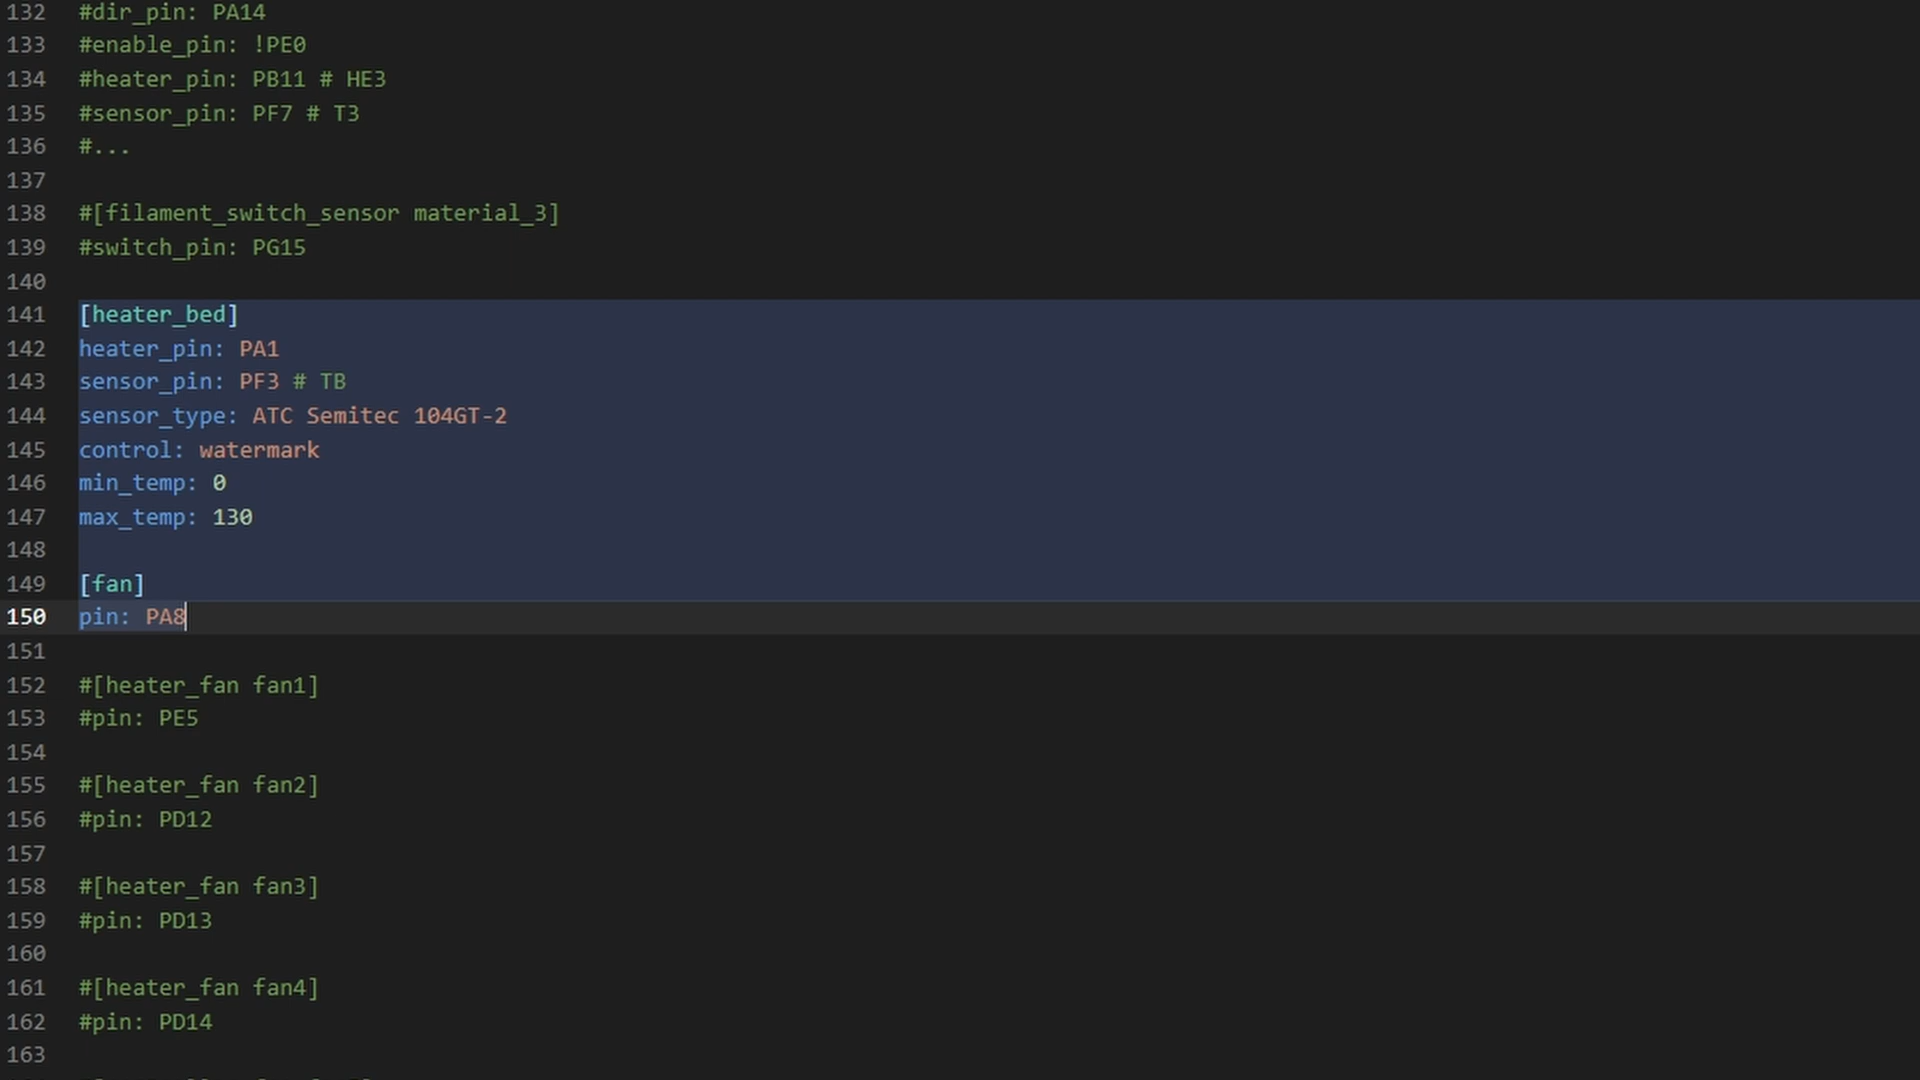 132 #dir_pin: PA14
133 #enable_pin: !PE0
134 #heater_pin: PB11 # HE3
135 #sensor_pin: PF7 # T3
136 #...
137
138 #[filament_switch_sensor material_3]
139 #switch_pin: PG15
140
141 [heater_bed]
142 heater_pin: PA1
143 sensor_pin: PF3 # TB
144 sensor_type: ATC Semitec 104GT-2
145 control: watermark
146 min_temp: 0
147 max_temp: 130
148
149 [fan]
150 pin: PA8
151
152 #[heater_fan fan1]
153 #pin: PE5
154
155 #[heater_fan fan2]
156 #pin: PD12
157
158 #[heater_fan fan3]
159 #pin: PD13
160
161 #[heater_fan fan4]
162 #pin: PD14
163